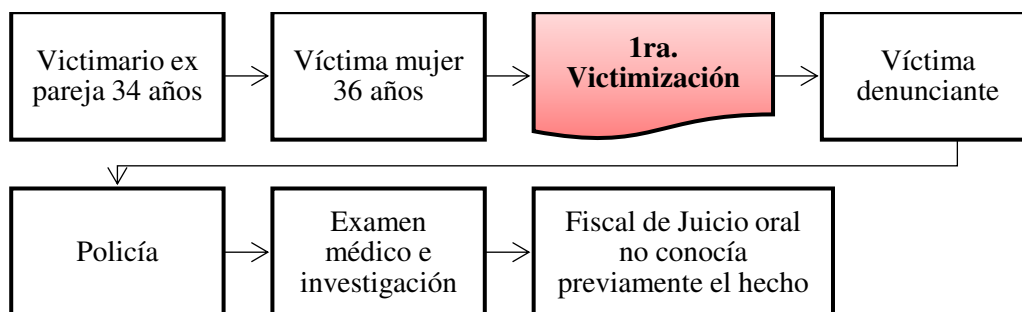 Victimario ex
pareja 34 años
Víctima mujer
36 años
1ra.
Victimización
Víctima
denunciante
Policía
Examen
médico e
investigación
Fiscal de Juicio oral
no conocía
previamente el hecho